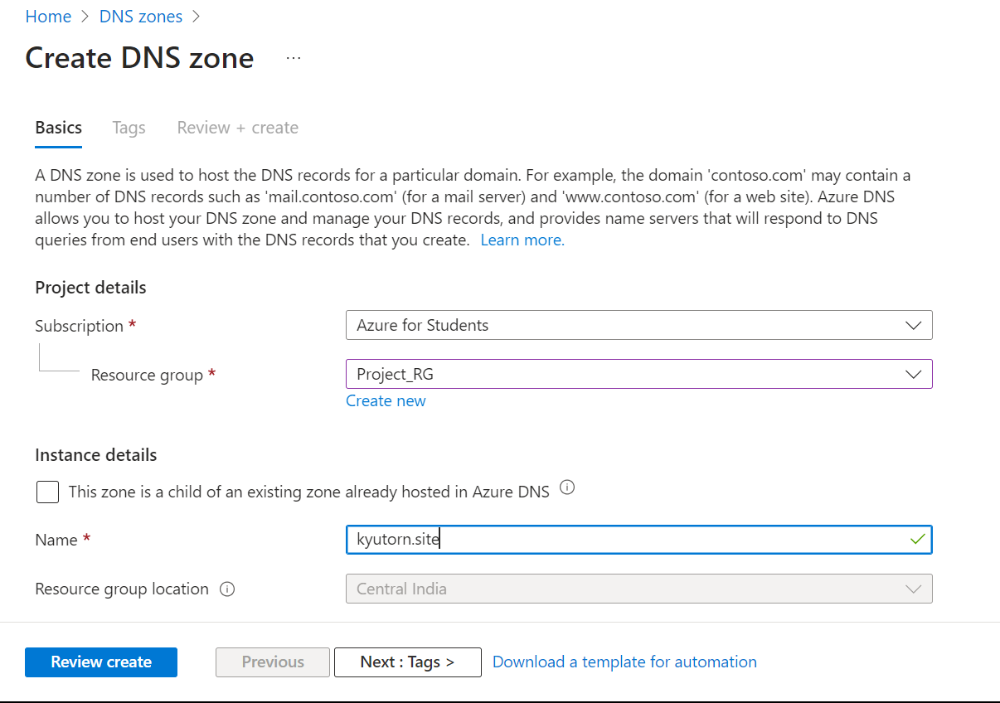 Home > DNS zones >
Create DNS zone ...
Basics Tags Review + create
A DNS zone is used to host the DNS records for a particular domain. For example, the domain 'contoso.com' may contain a
number of DNS records such as 'mail.contoso.com' (for a mail server) and 'www.contoso.com' (for a web site). Azure DNS
allows you to host your DNS zone and manage your DNS records, and provides name servers that will respond to DNS
queries from end users with the DNS records that you create. Learn more.
Project details
Subscription * Azure for Students
Resource group * Project_RG
Create new
Instance details
This zone is a child of an existing zone already hosted in Azure DNS
Name * kyutorn.site
Resource group location Central India
Review create Previous Next : Tags > Download a template for automation